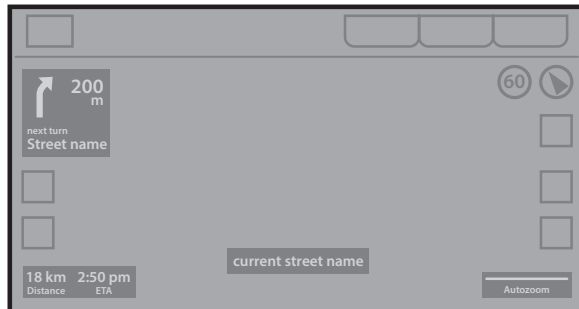 200
m
next turn
Street name
60
current street name
18 km 2:50 pm
Distance ETA
Autozoom